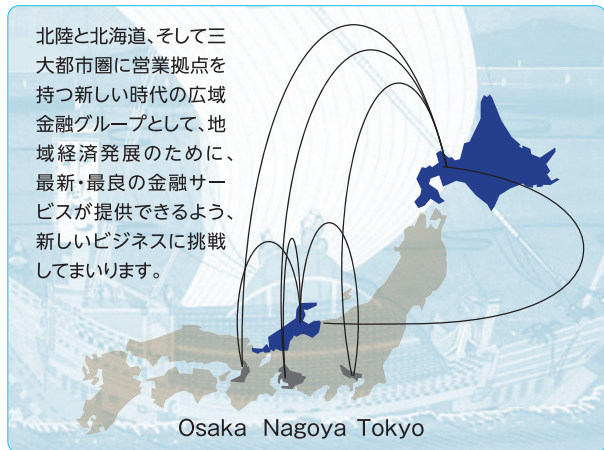 北陸と北海道、そして三
大都市圏に営業拠点を
持つ新しい時代の広域
金融グループとして、地
域経済発展のために、
最新・最良の金融サー
ビスが提供できるよう、
新しいビジネスに挑戦
してまいります。
Osaka Nagoya Tokyo